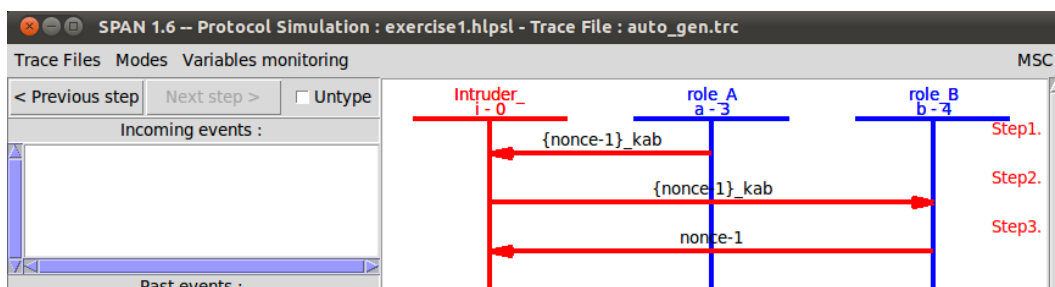 SPAN 1.6 -- Protocol Simulation : exercise1.hlpsl - Trace File : auto_gen.trc
Trace Files Modes Variables monitoring MSC
< Previous step Next step > Untype
Incoming events :
Past events :
Intruder_ role_A role_B
i - 0 a - 3 b - 4
Step1.
{nonce-1}_kab
Step2.
{nonce-1}_kab
Step3.
nonce-1